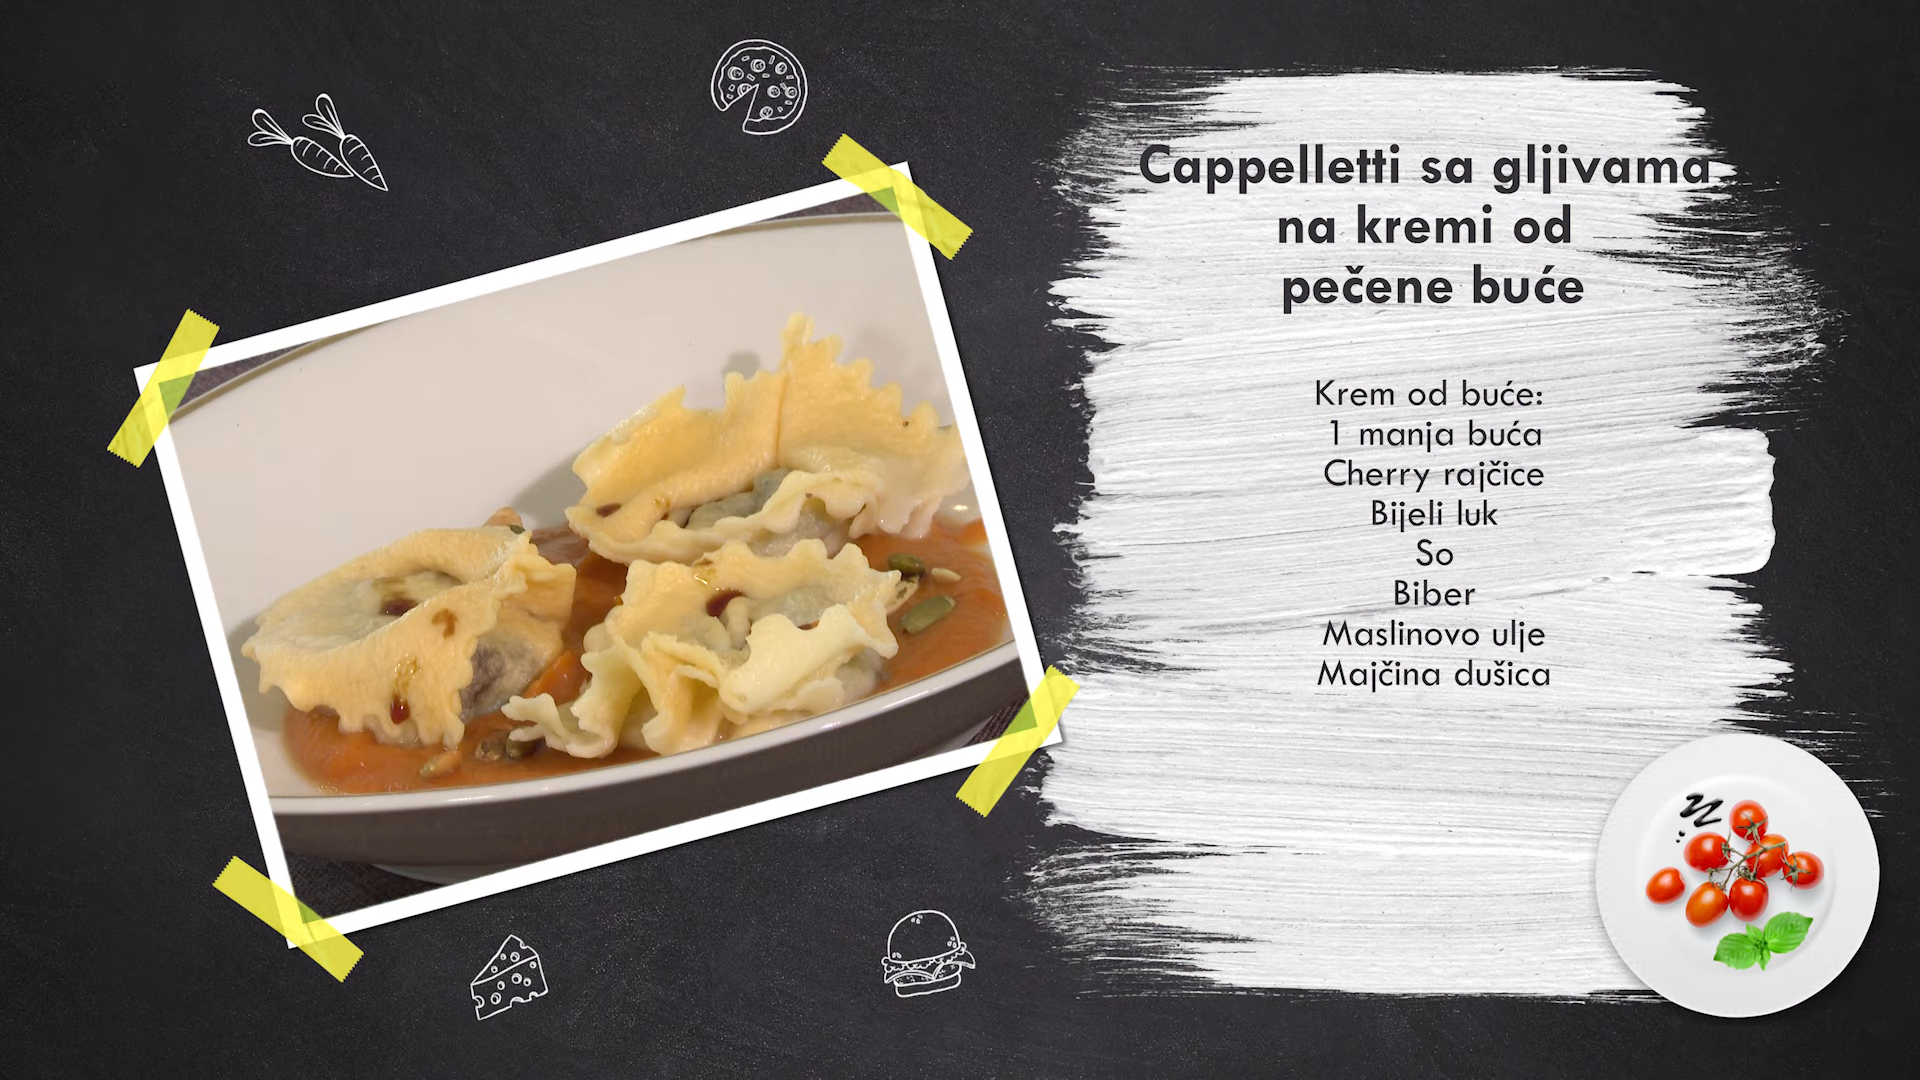 Cappelletti sa gljivama
na kremi od
pečene buće
Krem od buće:
1 manja buća
Cherry rajčice
Bijeli luk
So
Biber
Maslinovo ulje
Majčina dušica